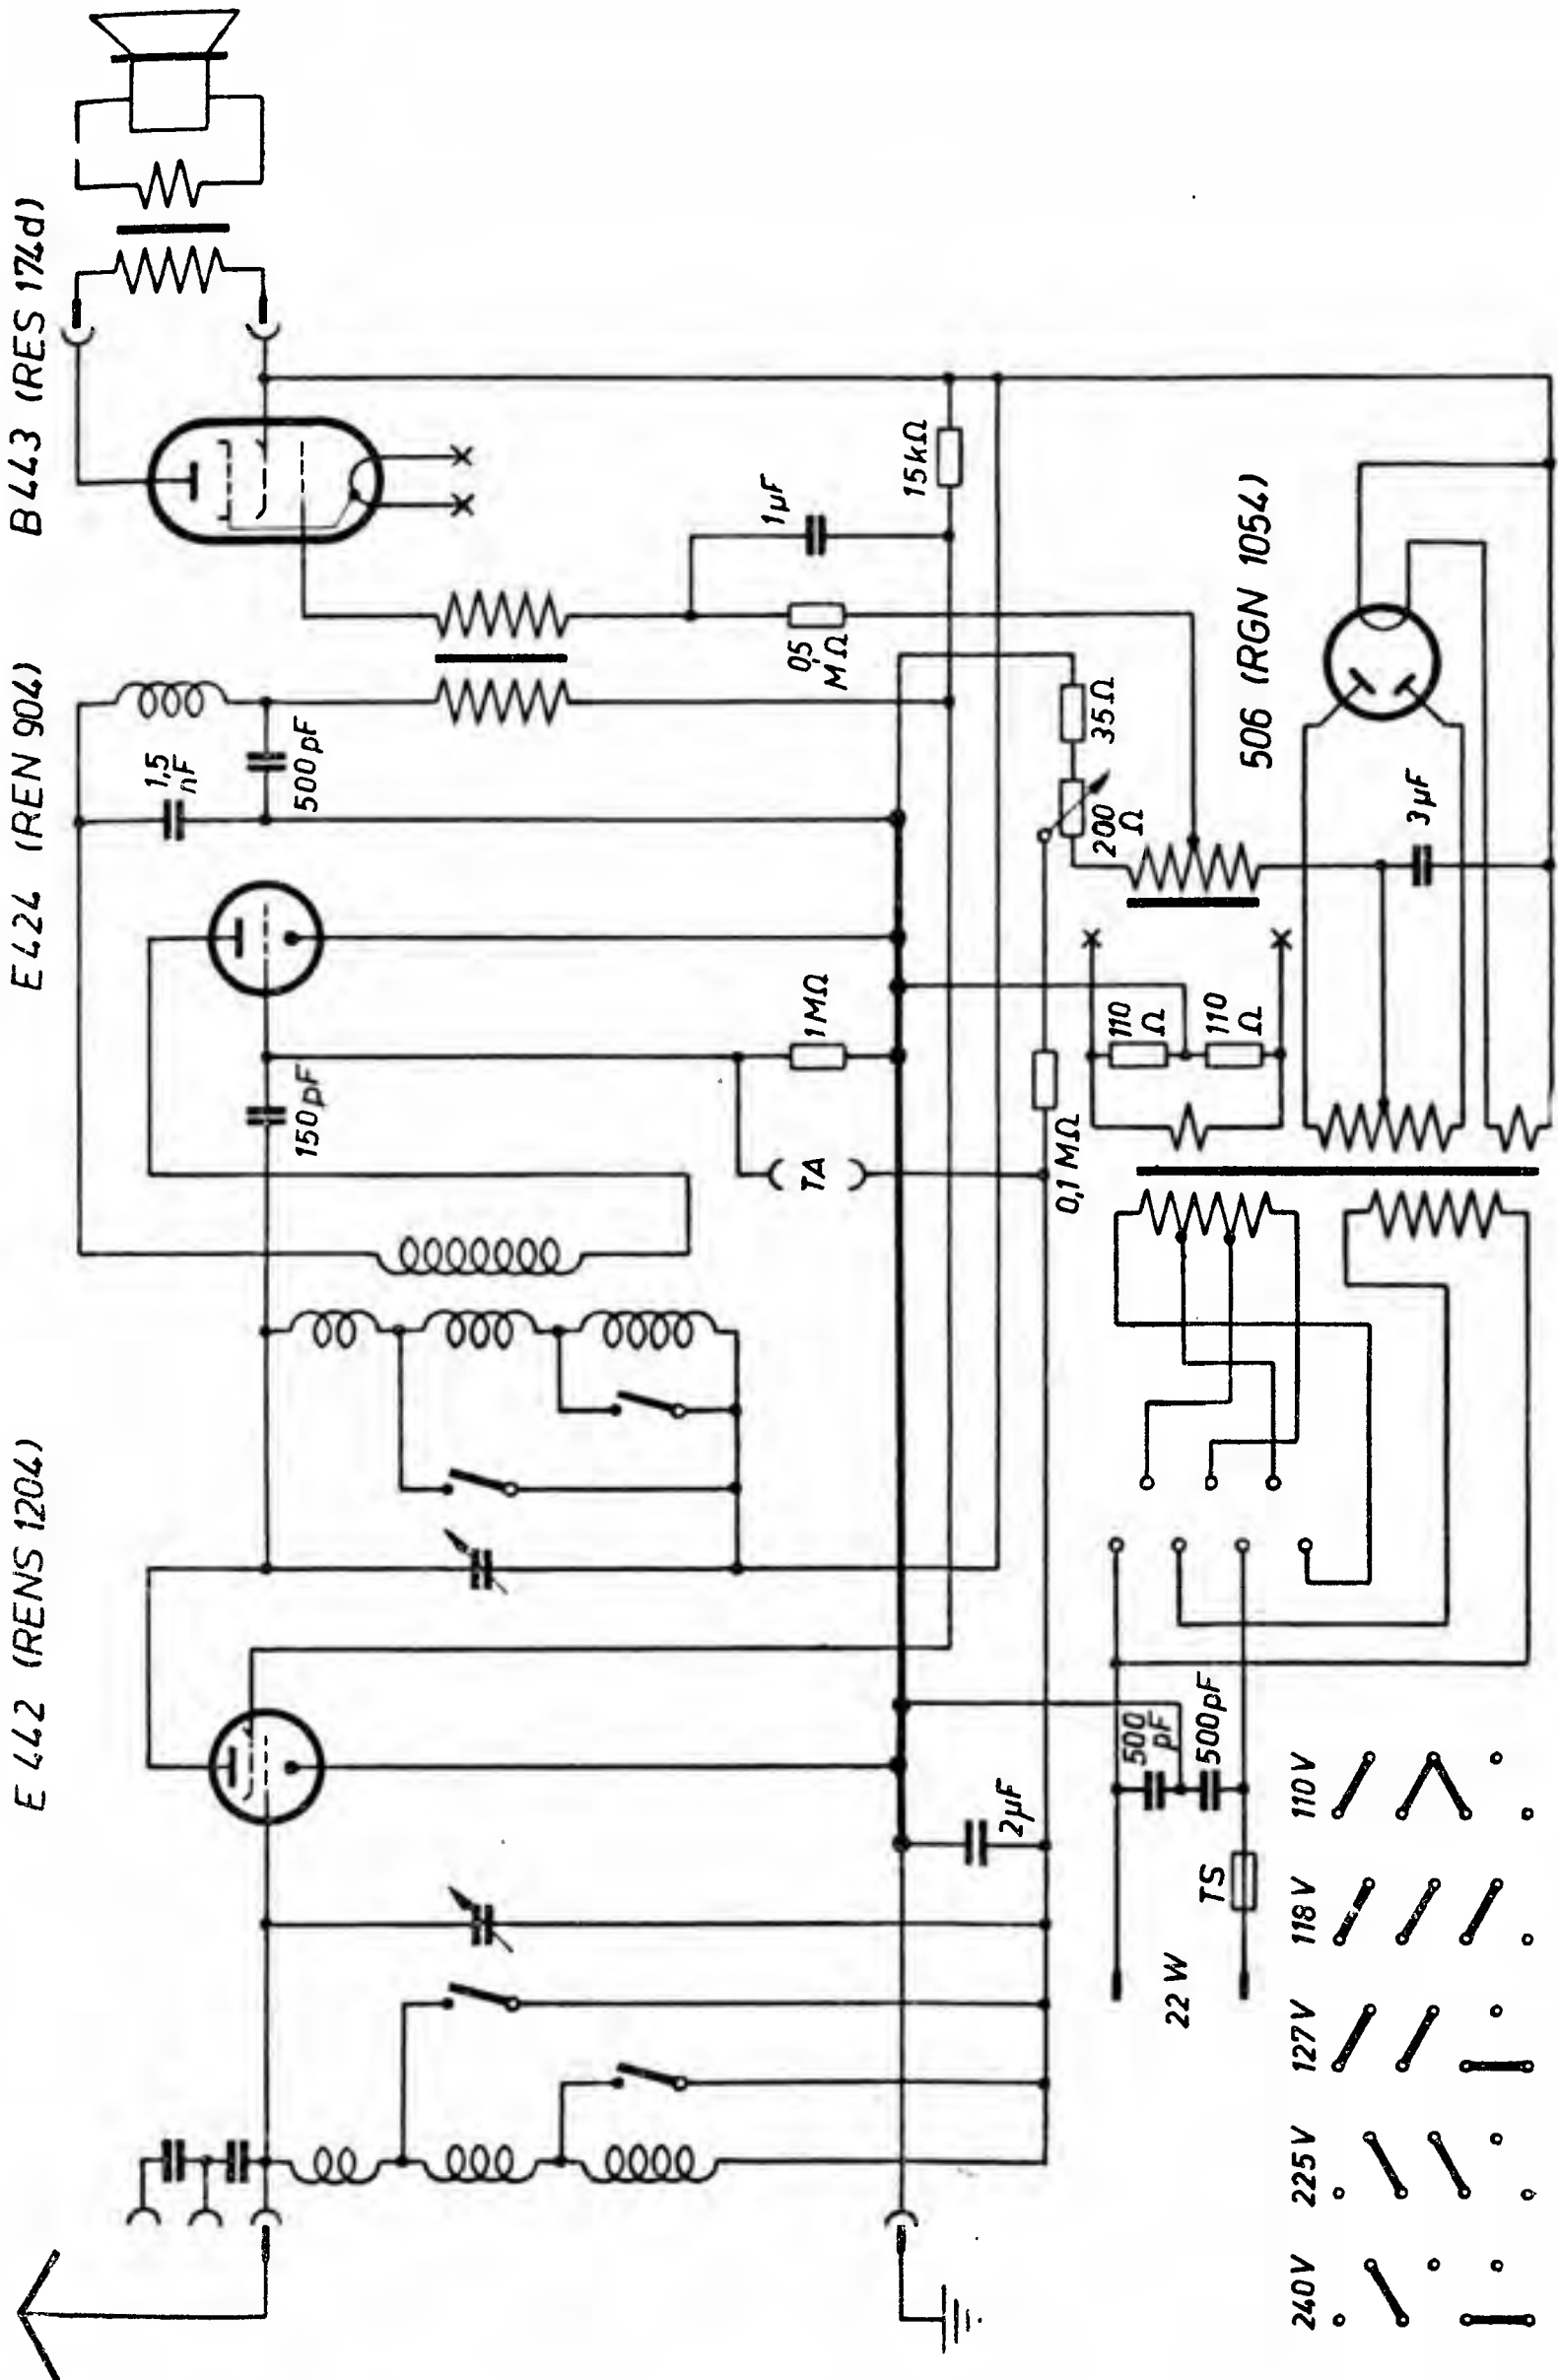 E 442 (RENS 1204)
E424 (REN 904)
B443 (RES 174d)
1,5
nF
500pF
150pF
1µF
15kΩ
0,5
MΩ
1MΩ
TA
35Ω
200
Ω
0,1 MΩ
2µF
110
Ω
110
Ω
506 (RGN 1054)
3µF
500
pF
500pF
TS
22 W
240V
225V
127V
118V
110V